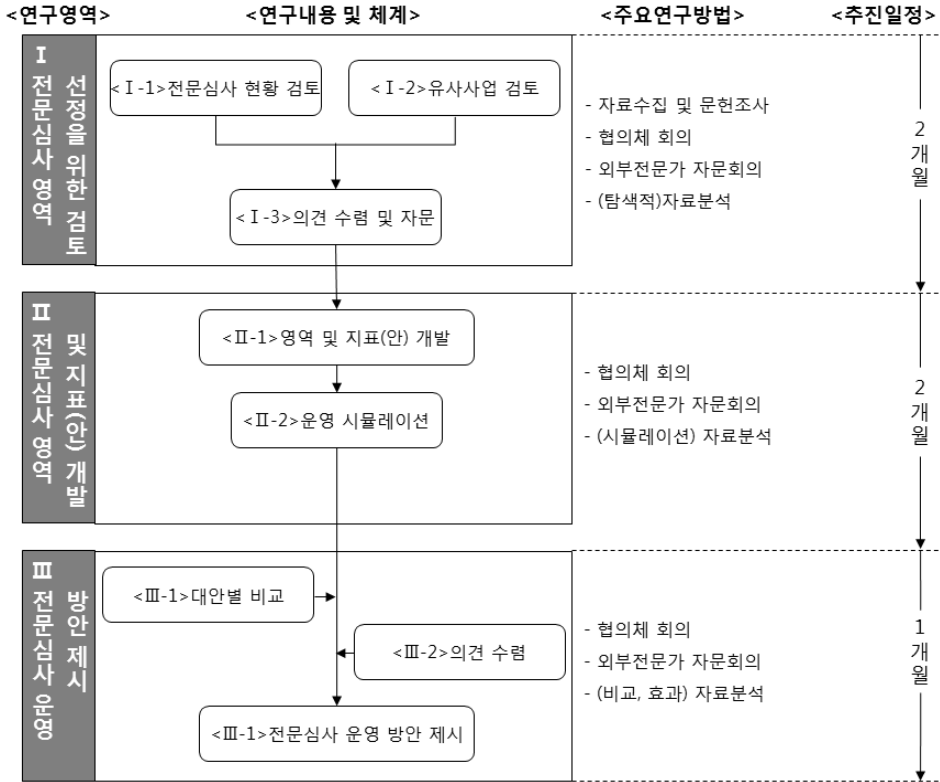 <연구영역> <연구내용 및 체계> <주요연구방법> <추진일정>
Ⅰ
전문심사 영역
선정을 위한 검토
<Ⅰ-1>전문심사 현황 검토
<Ⅰ-2>유사사업 검토
<Ⅰ-3>의견 수렴 및 자문
- 자료수집 및 문헌조사
- 협의체 회의
- 외부전문가 자문회의
- (탐색적)자료분석
2개월
Ⅱ
전문심사 영역
및 지표(안) 개발
<Ⅱ-1>영역 및 지표(안) 개발
<Ⅱ-2>운영 시뮬레이션
- 협의체 회의
- 외부전문가 자문회의
- (시뮬레이션) 자료분석
2개월
Ⅲ
전문심사 운영
방안 제시
<Ⅲ-1>대안별 비교
<Ⅲ-2>의견 수렴
<Ⅲ-1>전문심사 운영 방안 제시
- 협의체 회의
- 외부전문가 자문회의
- (비교, 효과) 자료분석
1개월